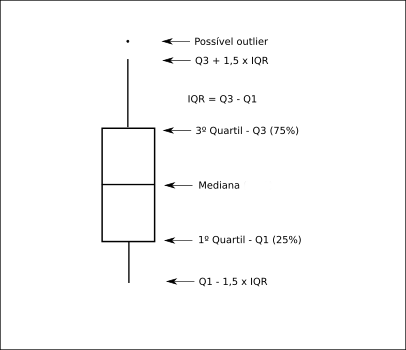 Possível outlier
Q3 + 1,5 x IQR
IQR = Q3 - Q1
3º Quartil - Q3 (75%)
Mediana
1º Quartil - Q1 (25%)
Q1 - 1,5 x IQR